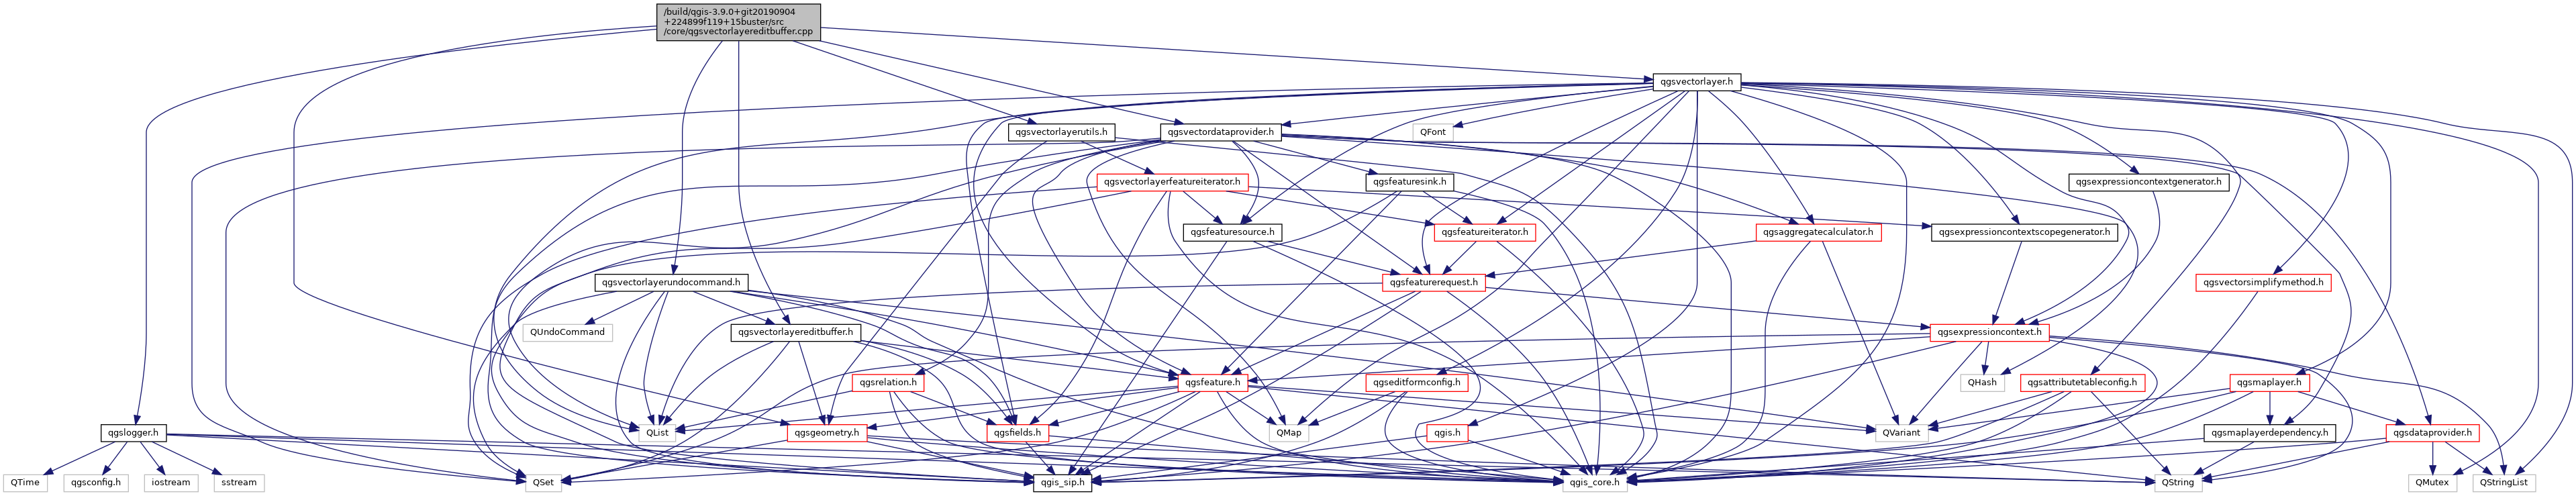 /build/qgis-3.9.0+git20190904
+224899f119+15buster/src
/core/qgsvectorlayereditbuffer.cpp
qgsvectorlayer.h
qgsvectorlayerutils.h
qgsvectordataprovider.h
QFont
qgsvectorlayerfeatureiterator.h
qgsfeaturesink.h
qgsexpressioncontextgenerator.h
qgsfeaturesource.h
qgsfeatureiterator.h
qgsaggregatecalculator.h
qgsexpressioncontextscopegenerator.h
qgsvectorlayerundocommand.h
qgsfeaturerequest.h
qgsvectorsimplifymethod.h
QUndoCommand
qgsvectorlayereditbuffer.h
qgsexpressioncontext.h
qgsrelation.h
qgsfeature.h
qgseditformconfig.h
QHash
qgsattributetableconfig.h
qgsmaplayer.h
qgslogger.h
QList
qgsgeometry.h
qgsfields.h
QMap
qgis.h
QVariant
qgsmaplayerdependency.h
qgsdataprovider.h
QTime
qgsconfig.h
iostream
sstream
QSet
qgis_sip.h
qgis_core.h
QString
QMutex
QStringList